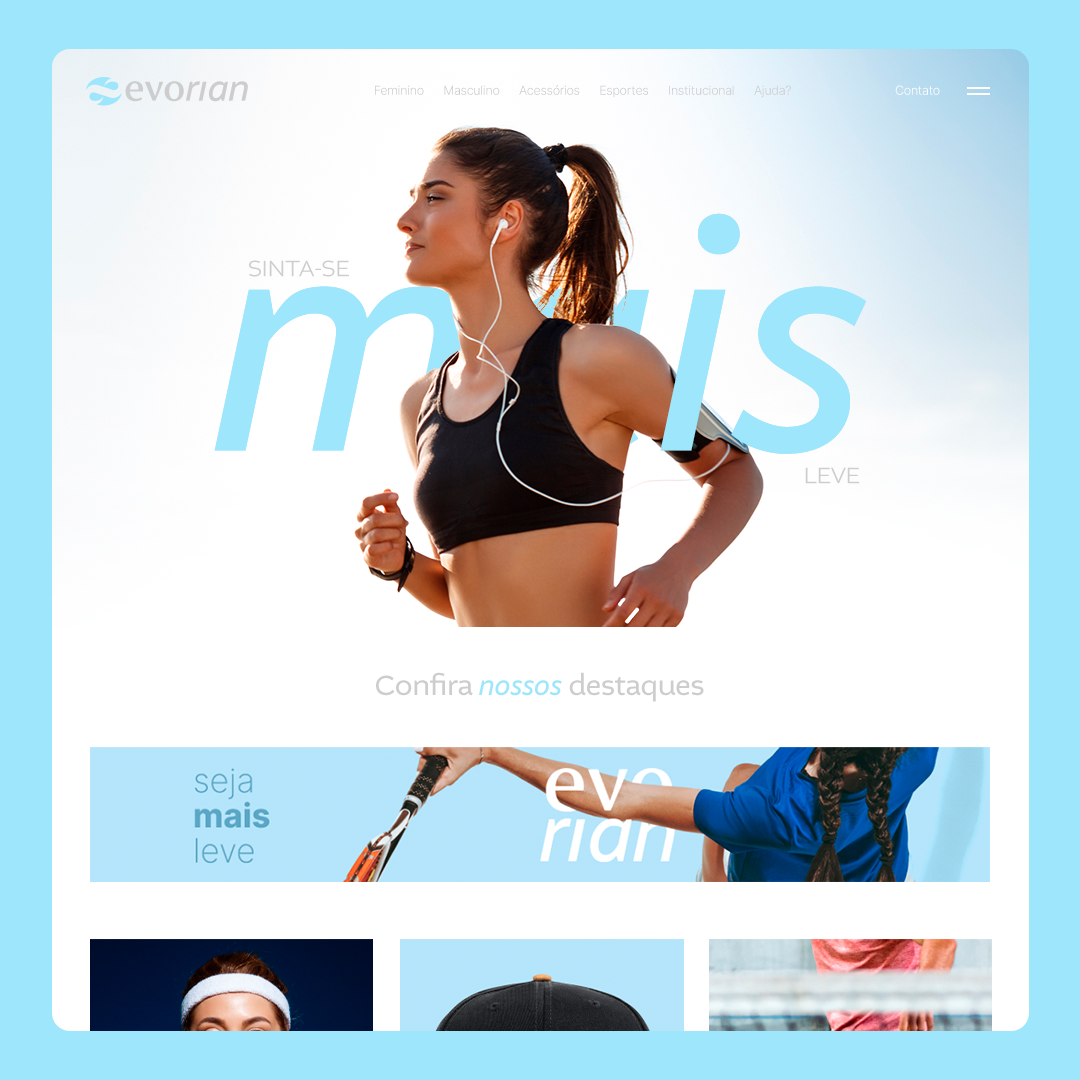 evorian
Feminino Masculino Acessórios Esportes Institucional Ajuda? Contato
SINTA-SE
mais
LEVE
Confira nossos destaques
seja
mais
leve
evo
rian